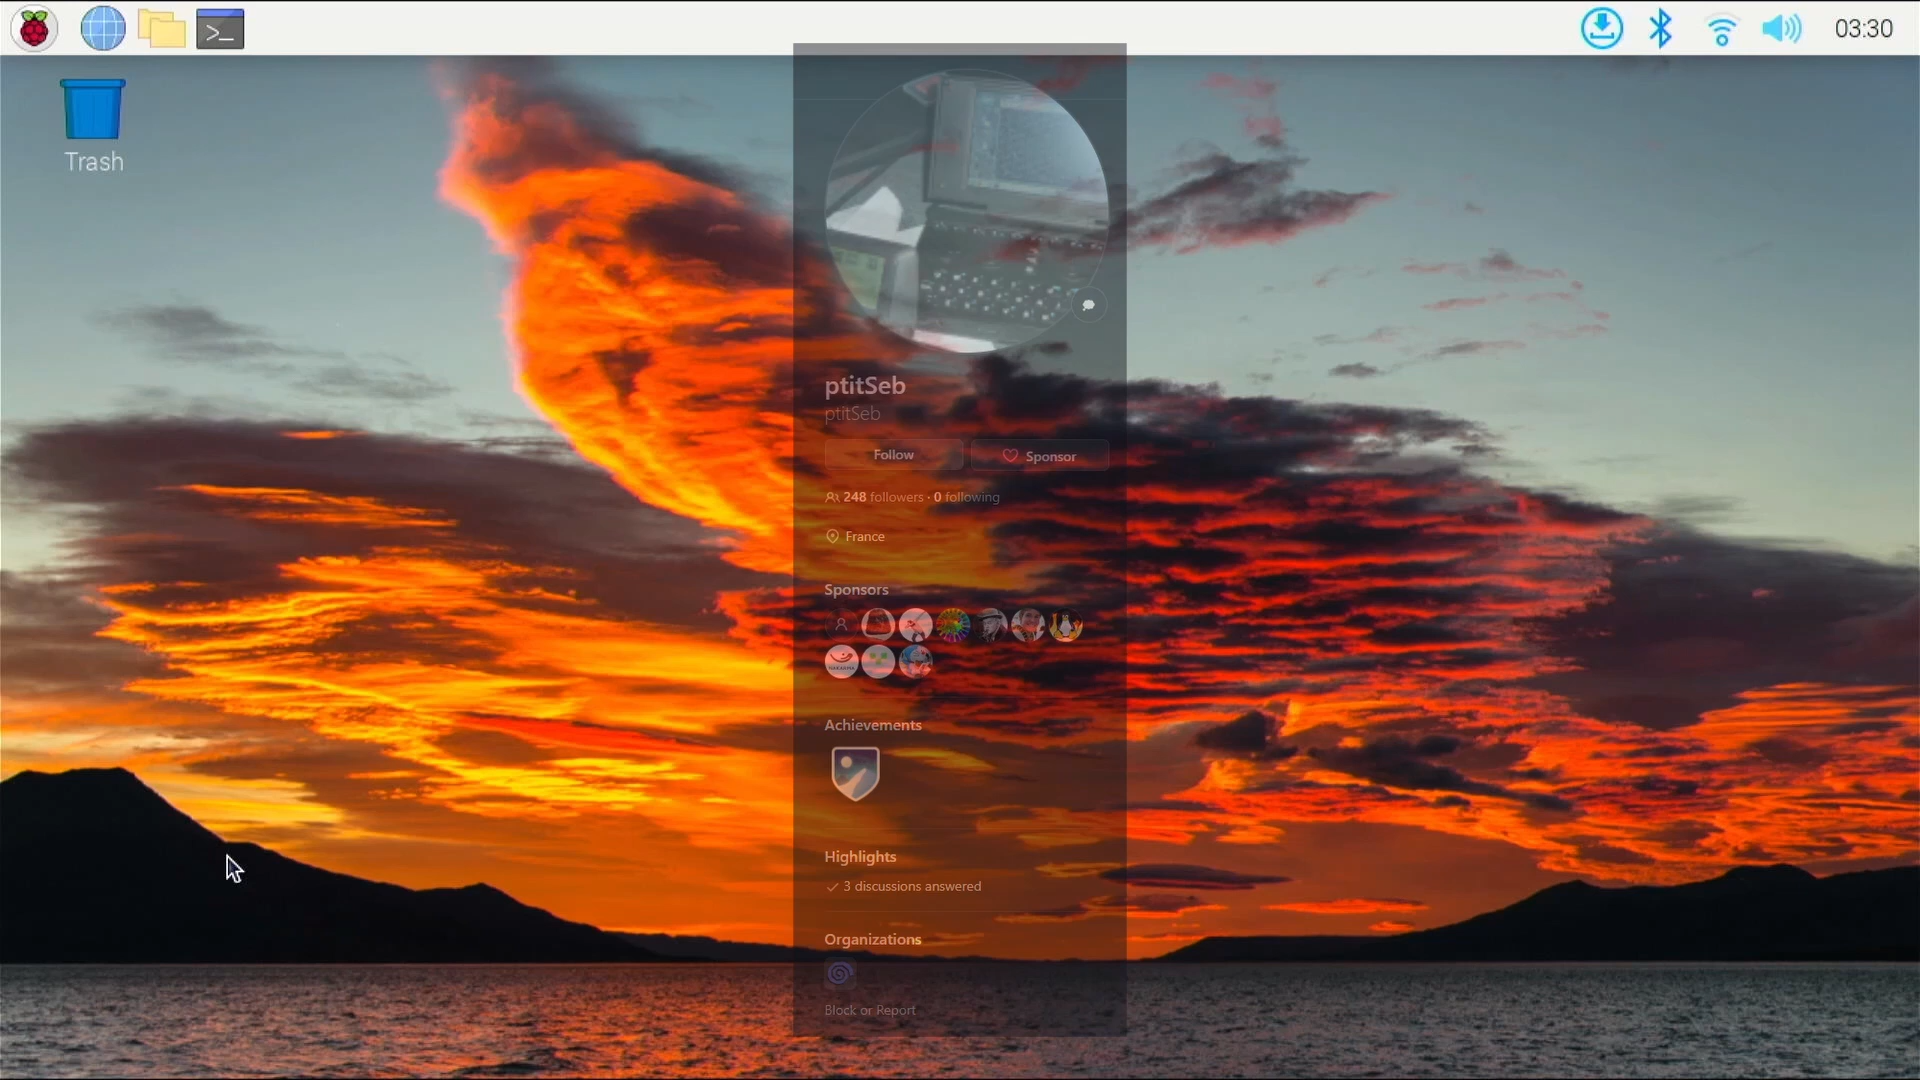 03:30
Trash
ptitSeb
ptitSeb
Follow
Sponsor
248 followers · 0 following
France
Sponsors
Achievements
Highlights
3 discussions answered
Organizations
Block or Report